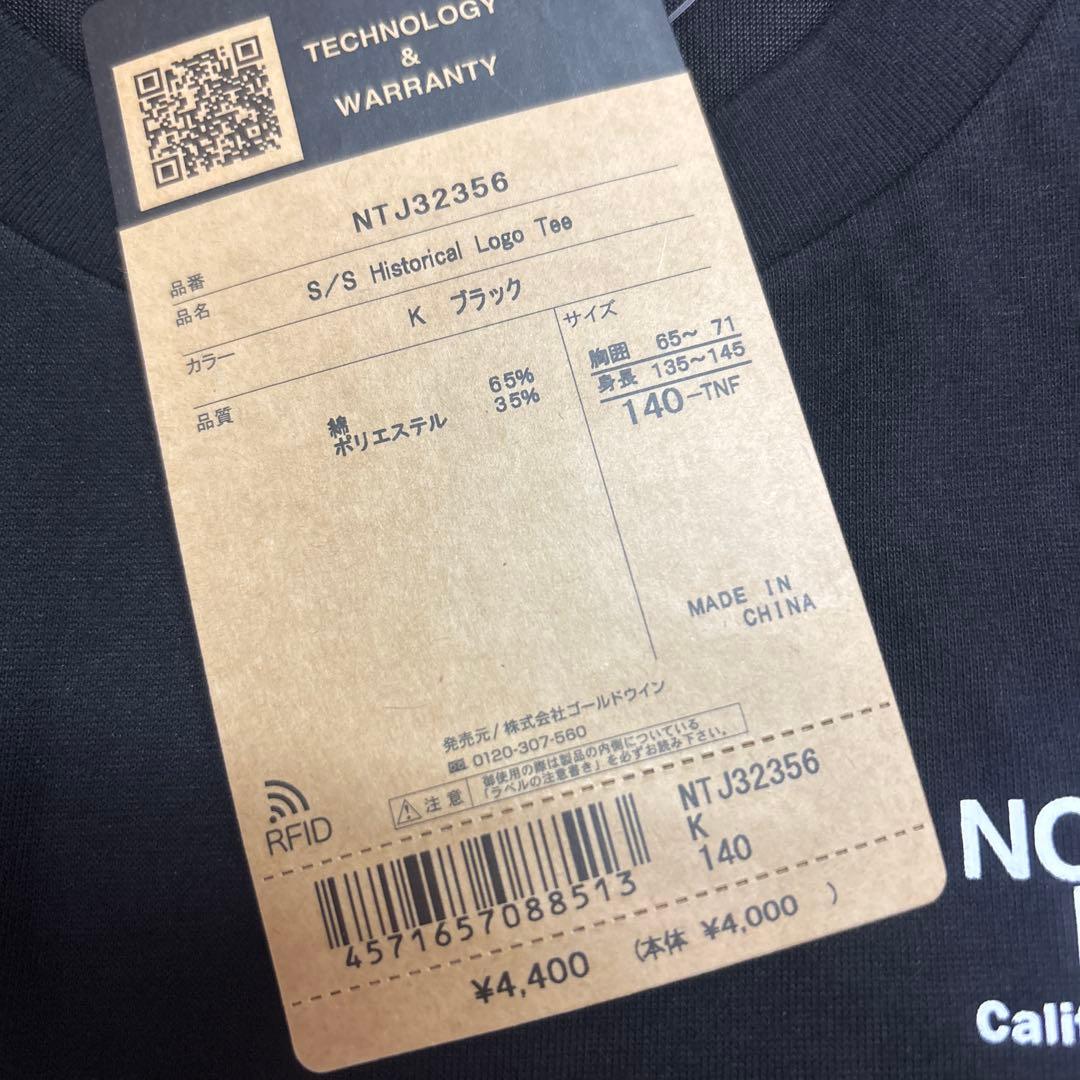 TECHNOLOGY
&
WARRANTY
品番 NTJ32356
品名 S/S Historical Logo Tee
カラー K ブラック
品質 綿 65%
ポリエステル 35%
サイズ
胸囲 65~ 71
身長 135~145
140-TNF
MADE IN
CHINA
発売元/株式会社ゴールドウイン
0120-307-560
注意
御使用の際は製品の内側についている
「ラベルの注意書き」を必ずお読み下さい。
RFID
NTJ32356
K
140
4571657088513
¥4,400 (本体 ¥4,000 )
NO
Calif